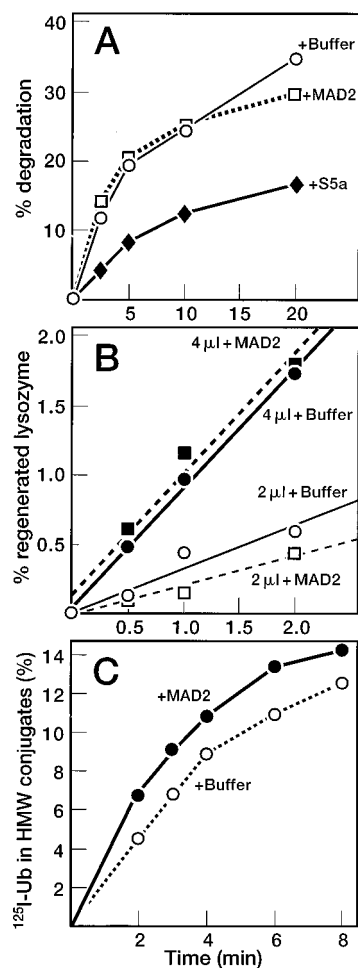 A
% degradation
40
30
20
10
0
+Buffer
+MAD2
+S5a
5
10
15
20
B
% regenerated lysozyme
2.0
1.5
1.0
0.5
0
4 µl + MAD2
4 µl + Buffer
2 µl + Buffer
2 µl + MAD2
0.5
1.0
1.5
2.0
C
125I-Ub in HMW conjugates (%)
14
12
10
8
6
4
2
+MAD2
+Buffer
2
4
6
8
Time (min)